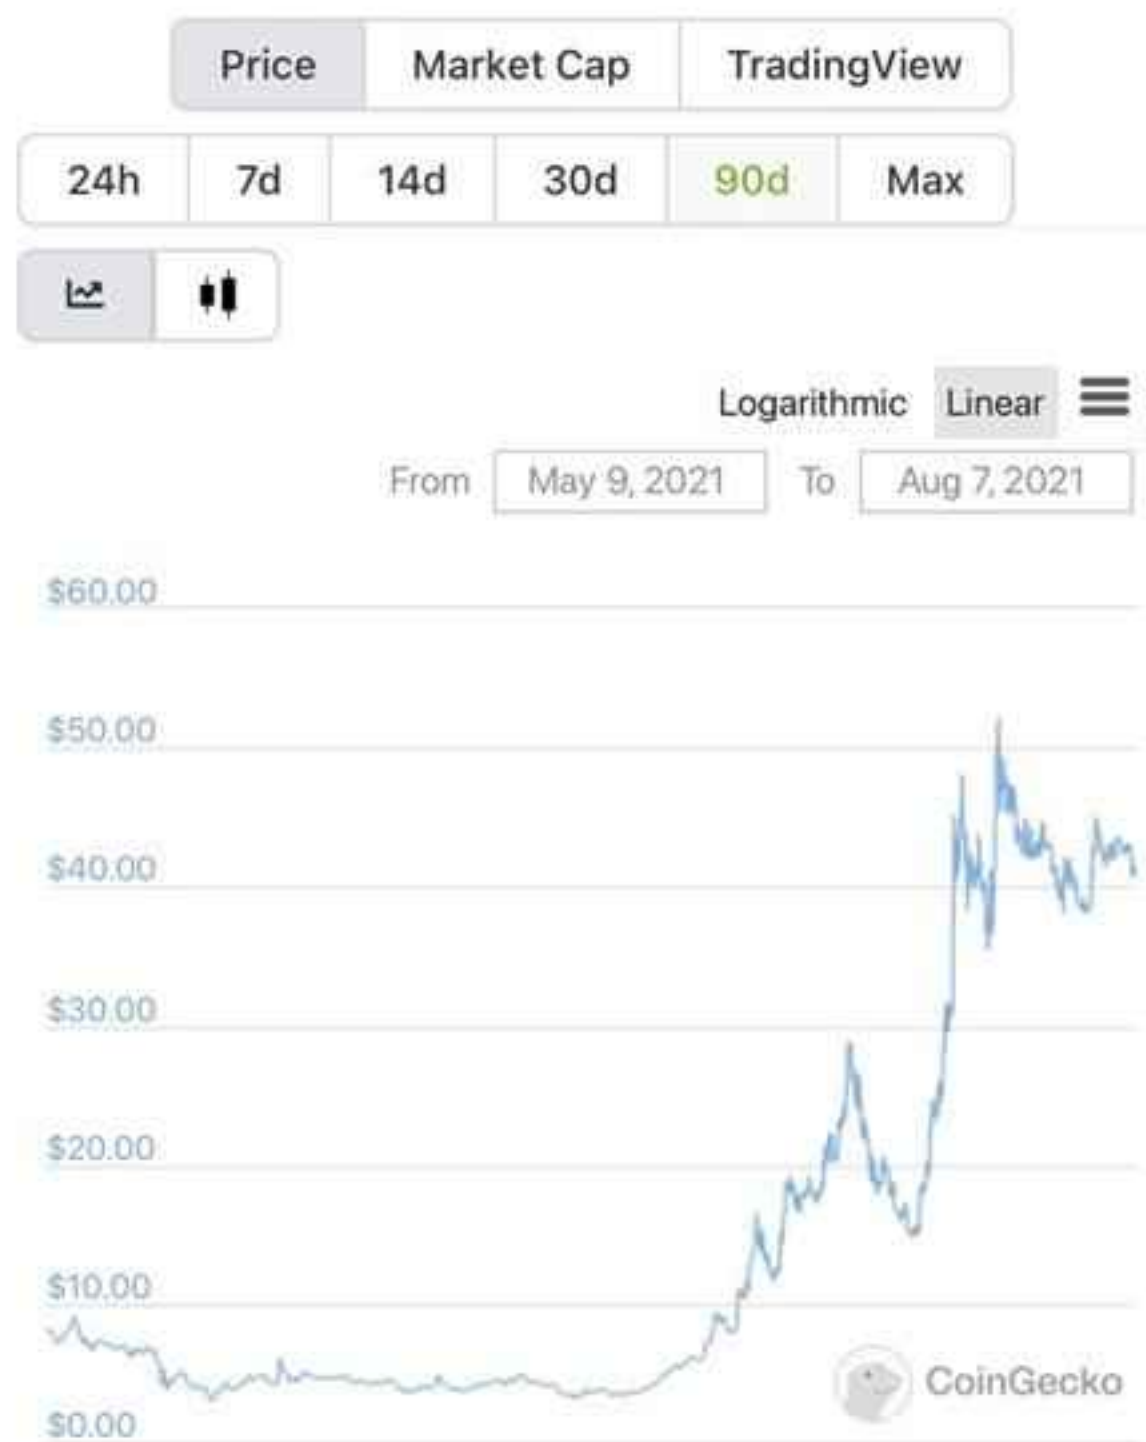 Price Market Cap TradingView
24h 7d 14d 30d 90d Max
Logarithmic Linear
From May 9, 2021 To Aug 7, 2021
$60.00
$50.00
$40.00
$30.00
$20.00
$10.00
CoinGecko
$0.00